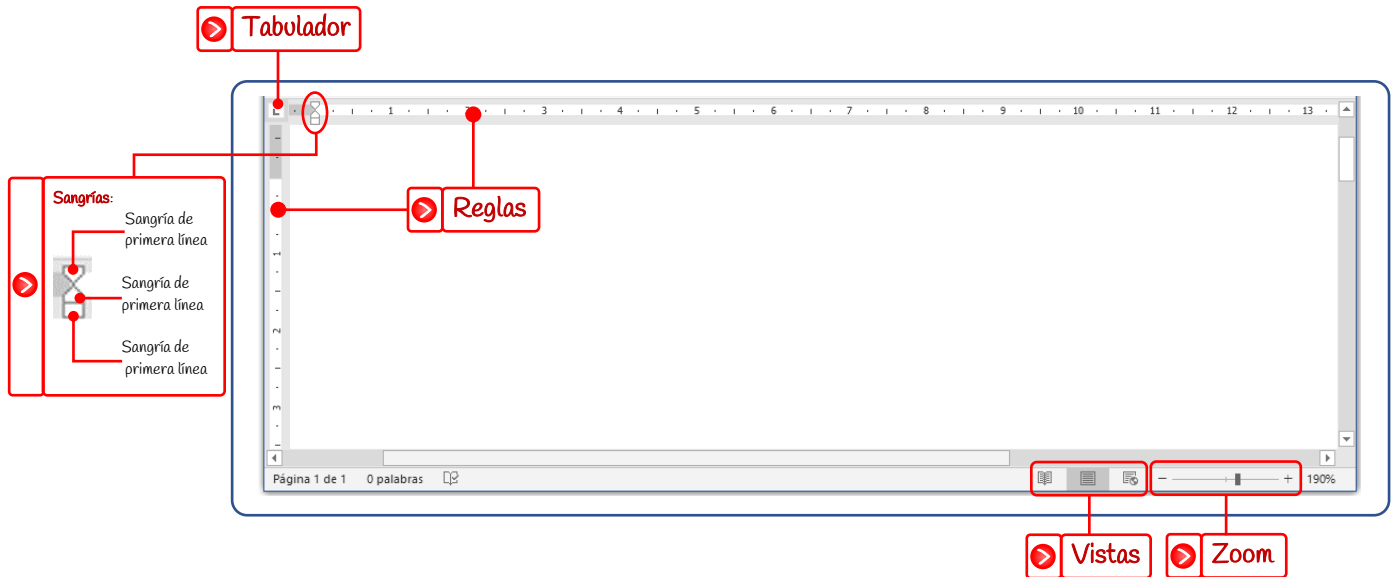 Tabulador
1 2 3 4 5 6 7 8 9 10 11 12 13
Reglas
Sangrías:
Sangría de
primera línea
Sangría de
primera línea
Sangría de
primera línea
1
2
3
Página 1 de 1 0 palabras 190%
Vistas
Zoom